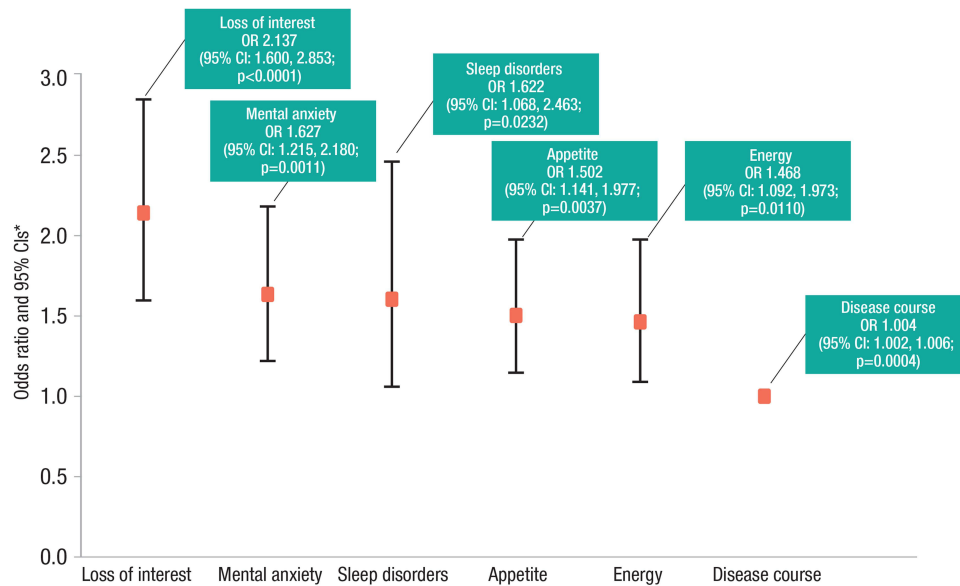 Loss of interest
OR 2.137
(95% CI: 1.600, 2.853;
p<0.0001)
Mental anxiety
OR 1.627
(95% CI: 1.215, 2.180;
p=0.0011)
Sleep disorders
OR 1.622
(95% CI: 1.068, 2.463;
p=0.0232)
Appetite
OR 1.502
(95% CI: 1.141, 1.977;
p=0.0037)
Energy
OR 1.468
(95% CI: 1.092, 1.973;
p=0.0110)
Disease course
OR 1.004
(95% CI: 1.002, 1.006;
p=0.0004)
Odds ratio and 95% CIs*
3.0
2.5
2.0
1.5
1.0
0.5
0.0
Loss of interest
Mental anxiety
Sleep disorders
Appetite
Energy
Disease course